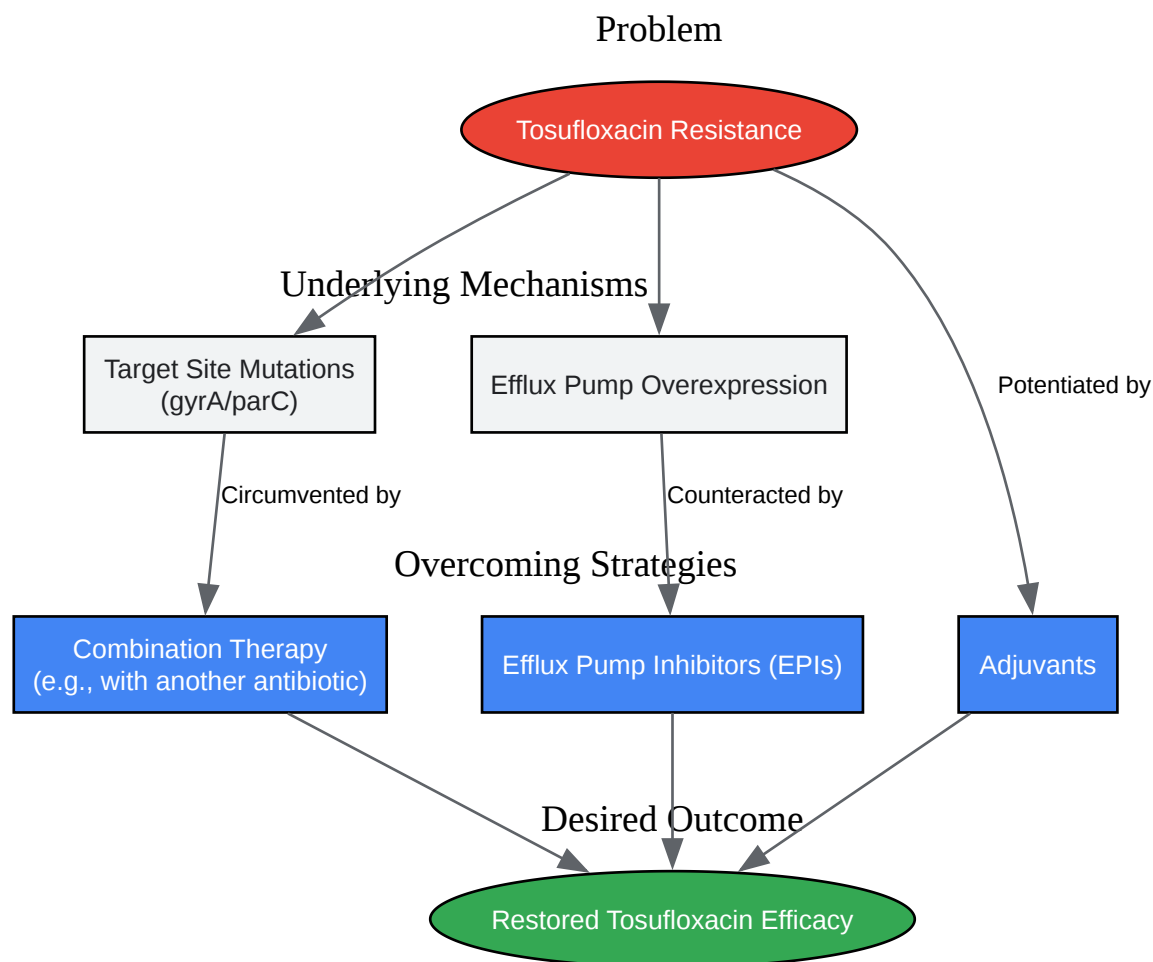 Problem
Tosufloxacin Resistance
Underlying Mechanisms
Target Site Mutations
(gyrA/parC)
Efflux Pump Overexpression
Potentiated by
Circumvented by
Counteracted by
Overcoming Strategies
Combination Therapy
(e.g., with another antibiotic)
Efflux Pump Inhibitors (EPIs)
Adjuvants
Desired Outcome
Restored Tosufloxacin Efficacy